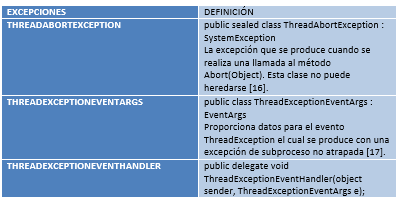 EXCEPCIONES
DEFINICIÓN
THREADABORTEXCEPTION
public sealed class ThreadAbortException :
SystemException
La excepción que se produce cuando se
realiza una llamada al método
Abort(Object). Esta clase no puede
heredarse [16].
THREADEXCEPTIONEVENTARGS
public class ThreadExceptionEventArgs :
EventArgs
Proporciona datos para el evento
ThreadException el cual se produce con una
excepción de subproceso no atrapada [17].
THREADEXCEPTIONEVENTHANDLER
public delegate void
ThreadExceptionEventHandler(object
sender, ThreadExceptionEventArgs e);